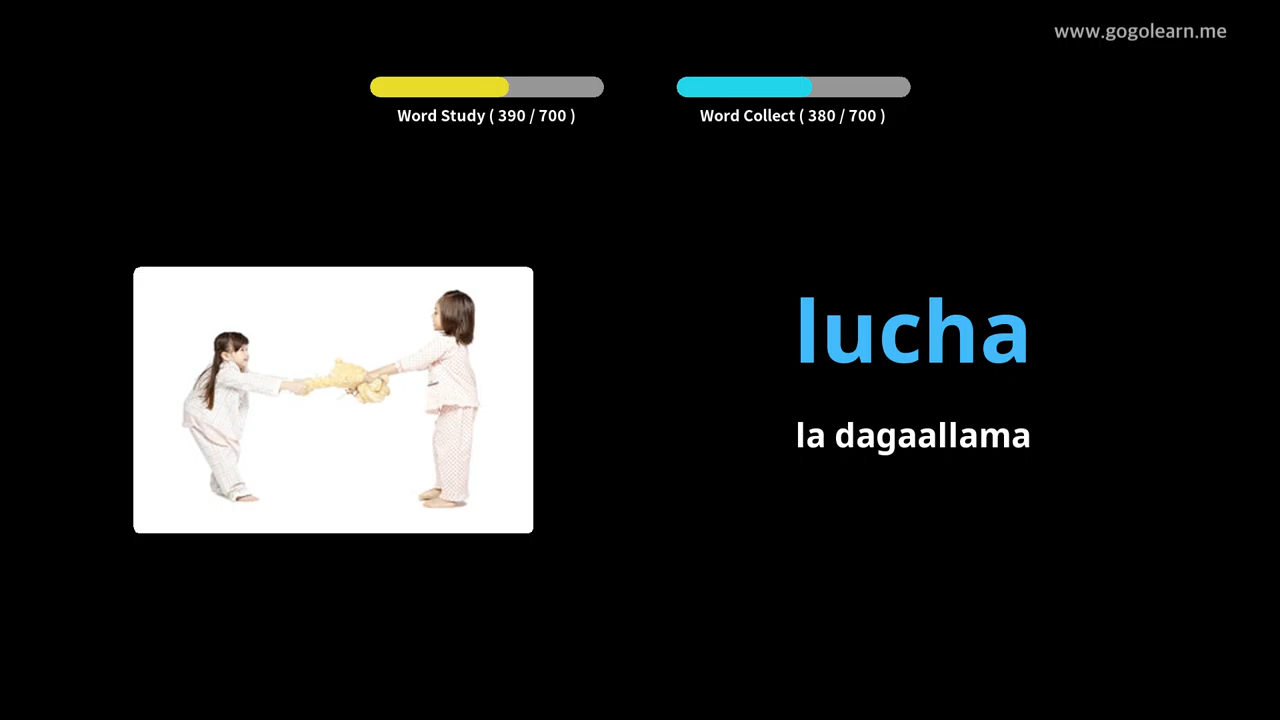 www.gogolearn.me
Word Study ( 390 / 700 )
Word Collect ( 380 / 700 )
lucha
la dagaallama